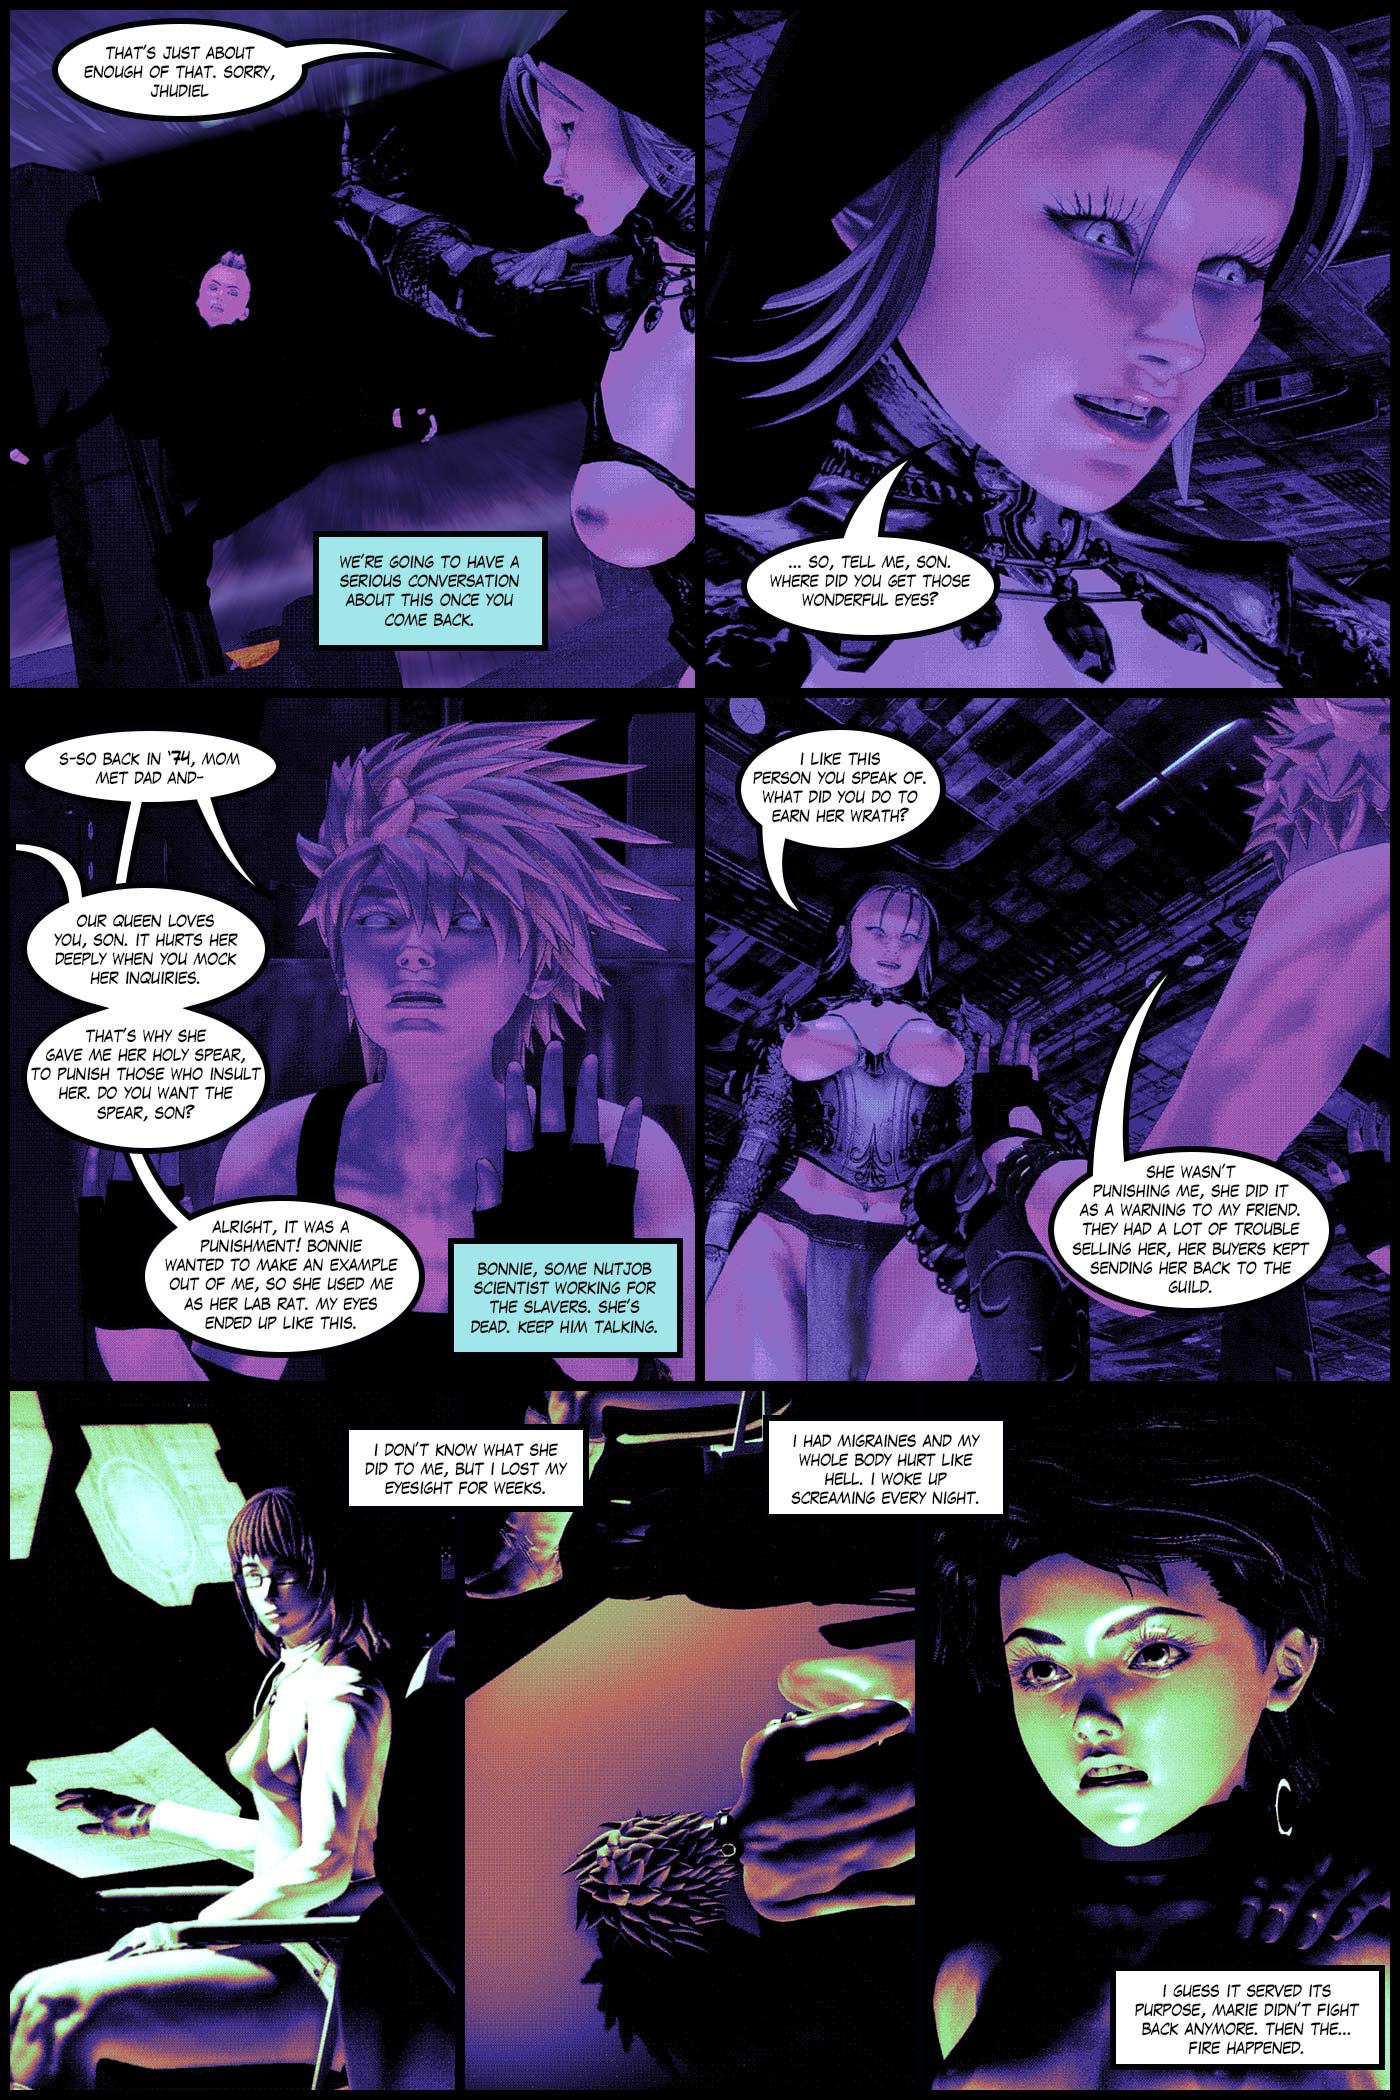 THAT'S JUST ABOUT
ENOUGH OF THAT. SORRY,
JHUDIEL
WE'RE GOING TO HAVE A
SERIOUS CONVERSATION
ABOUT THIS ONCE YOU
COME BACK.
... SO, TELL ME, SON.
WHERE DID YOU GET THOSE
WONDERFUL EYES?
S-SO BACK IN '74, MOM
MET DAD AND-
OUR QUEEN LOVES
YOU, SON. IT HURTS HER
DEEPLY WHEN YOU MOCK
HER INQUIRIES.
THAT'S WHY SHE
GAVE ME HER HOLY SPEAR,
TO PUNISH THOSE WHO INSULT
HER. DO YOU WANT THE
SPEAR, SON?
ALRIGHT, IT WAS A
PUNISHMENT! BONNIE
WANTED TO MAKE AN EXAMPLE
OUT OF ME, SO SHE USED ME
AS HER LAB RAT. MY EYES
ENDED UP LIKE THIS.
BONNIE, SOME NUTJOB
SCIENTIST WORKING FOR
THE SLAVERS. SHE'S
DEAD. KEEP HIM TALKING.
I LIKE THIS
PERSON YOU SPEAK OF.
WHAT DID YOU DO TO
EARN HER WRATH?
SHE WASN'T
PUNISHING ME, SHE DID IT
AS A WARNING TO MY FRIEND.
THEY HAD A LOT OF TROUBLE
SELLING HER, HER BUYERS KEPT
SENDING HER BACK TO THE
GUILD.
I DON'T KNOW WHAT SHE
DID TO ME, BUT I LOST MY
EYESIGHT FOR WEEKS.
I HAD MIGRAINES AND MY
WHOLE BODY HURT LIKE
HELL. I WOKE UP
SCREAMING EVERY NIGHT.
I GUESS IT SERVED ITS
PURPOSE, MARIE DIDN'T FIGHT
BACK ANYMORE. THEN THE...
FIRE HAPPENED.